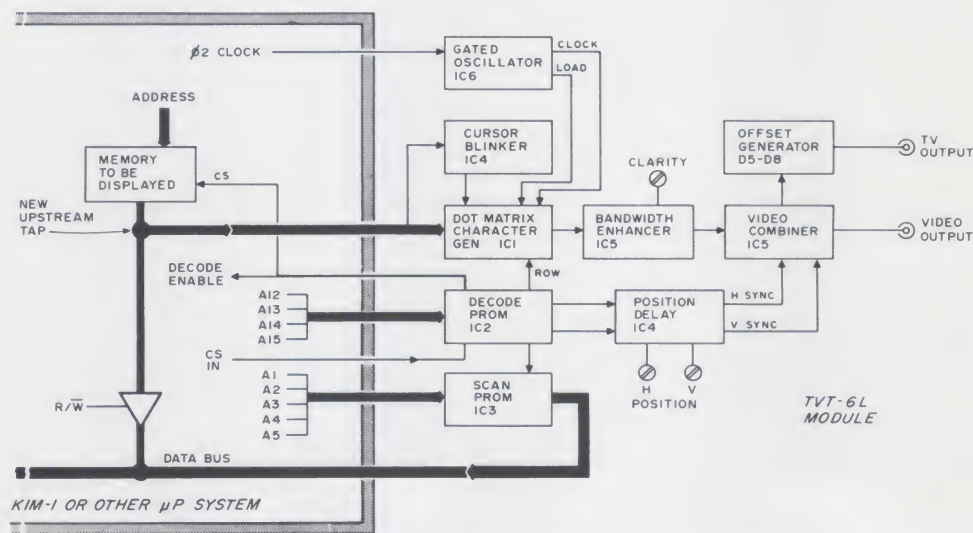 ø2 CLOCK
GATED
OSCILLATOR
IC6
CLOCK
LOAD
ADDRESS
MEMORY
TO BE
DISPLAYED
CS
CURSOR
BLINKER
IC4
OFFSET
GENERATOR
D5-D8
TV
OUTPUT
CLARITY
NEW
UPSTREAM
TAP
DOT MATRIX
CHARACTER
GEN IC1
BANDWIDTH
ENHANCER
IC5
VIDEO
COMBINER
IC5
VIDEO
OUTPUT
DECODE
ENABLE
ROW
A12
A13
A14
A15
DECODE
PROM
IC2
POSITION
DELAY
IC4
H SYNC
V SYNC
CS
IN
A1
A2
A3
A4
A5
SCAN
PROM
IC3
H V
POSITION
R/W̅
TVT-6L
MODULE
DATA BUS
KIM-1 OR OTHER µP SYSTEM